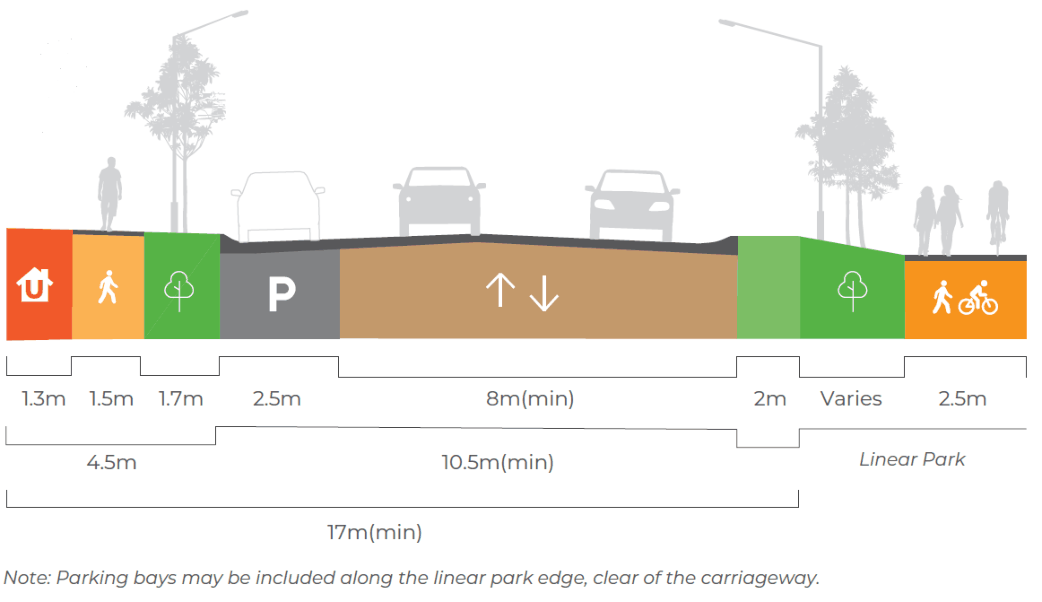 U
P
1.3m 1.5m 1.7m 2.5m 8m(min) 2m Varies 2.5m
4.5m 10.5m(min) Linear Park
17m(min)
Note: Parking bays may be included along the linear park edge, clear of the carriageway.